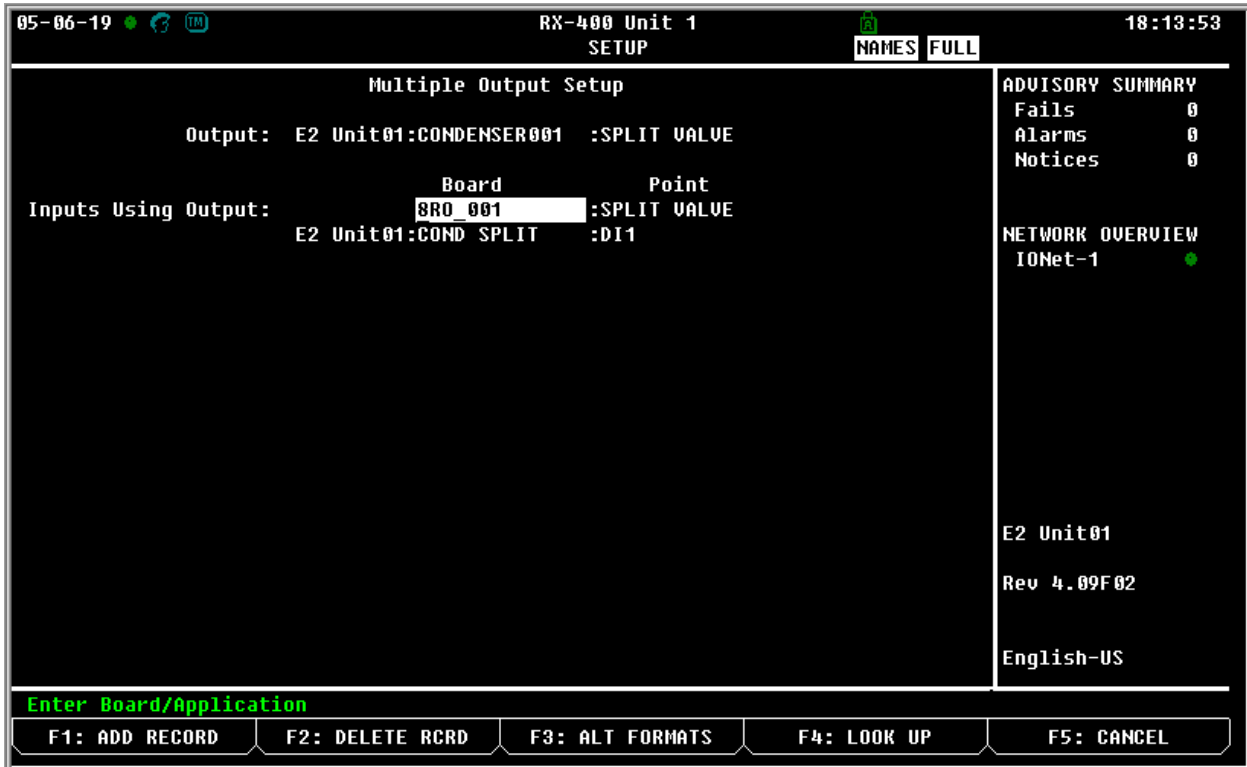 05-06-19 TM RX-400 Unit 1 A 18:13:53
SETUP NAMES FULL
Multiple Output Setup
Output: E2 Unit01:CONDENSER001 :SPLIT VALVE
Board Point
Inputs Using Output: 8RO_001 :SPLIT VALVE
E2 Unit01:COND SPLIT :DI1
ADVISORY SUMMARY
Fails 0
Alarms 0
Notices 0
NETWORK OVERVIEW
IONet-1
E2 Unit01
Rev 4.09F02
English-US
Enter Board/Application
F1: ADD RECORD F2: DELETE RCRD F3: ALT FORMATS F4: LOOK UP F5: CANCEL